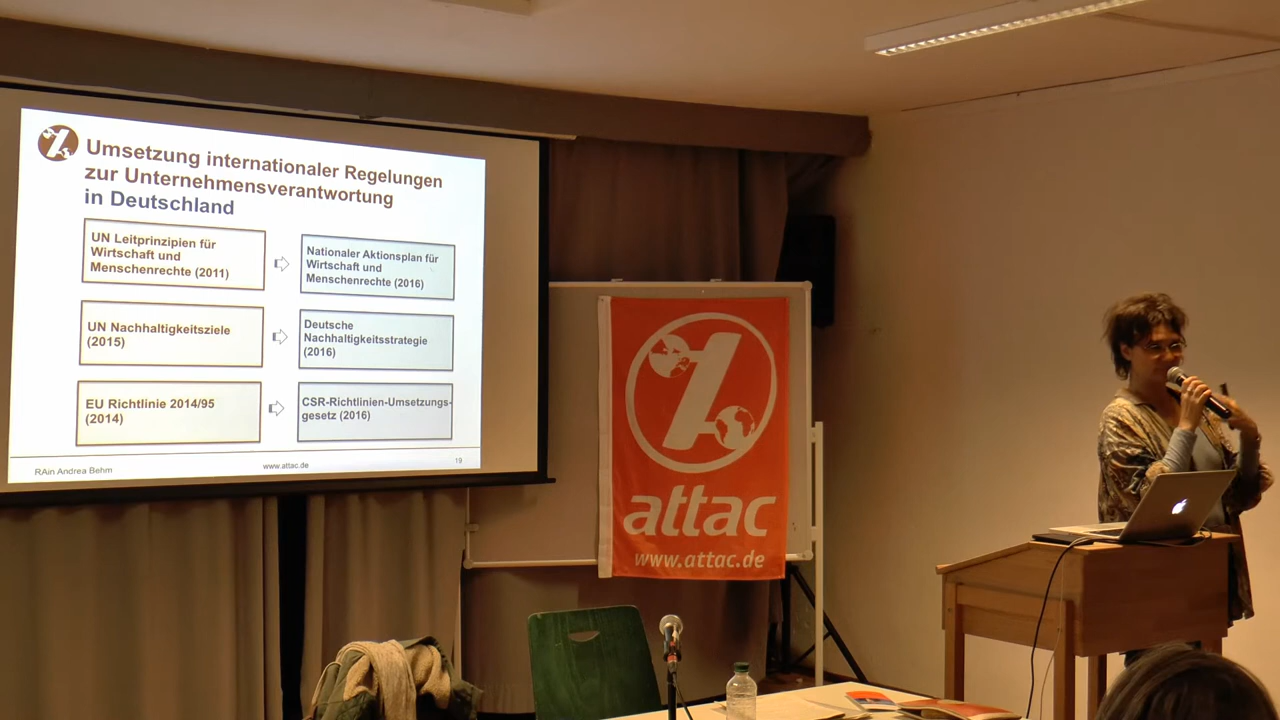 Umsetzung internationaler Regelungen
zur Unternehmensverantwortung
in Deutschland
UN Leitprinzipien für
Wirtschaft und
Menschenrechte (2011)
Nationaler Aktionsplan für
Wirtschaft und
Menschenrechte (2016)
UN Nachhaltigkeitsziele
(2015)
Deutsche
Nachhaltigkeitsstrategie
(2016)
EU Richtlinie 2014/95
(2014)
CSR-Richtlinien-Umsetzungs-
gesetz (2016)
RAin Andrea Behm
www.attac.de
19
attac
www.attac.de